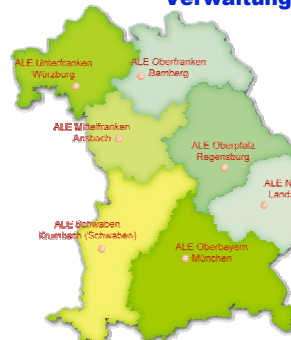 Verwaltung
ALE Unterfranken
Würzburg
ALE Oberfranken
Bamberg
ALE Mittelfranken
Ansbach
ALE Oberpfalz
Regensburg
ALE N
Landa
ALE Schwaben
Krumbach (Schwaben)
ALE Oberbayern
München